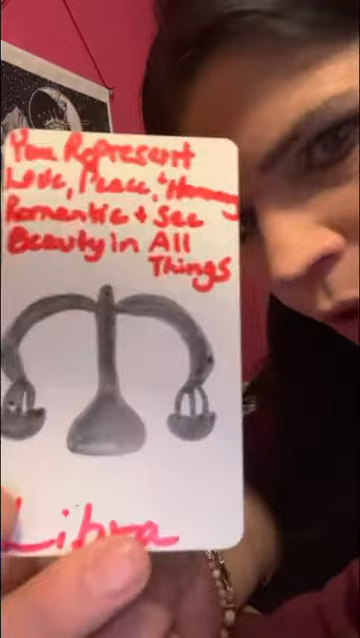 You Represent
Love, Peace, "Harmony
Romantic + See
Beauty in All
Things
Libra